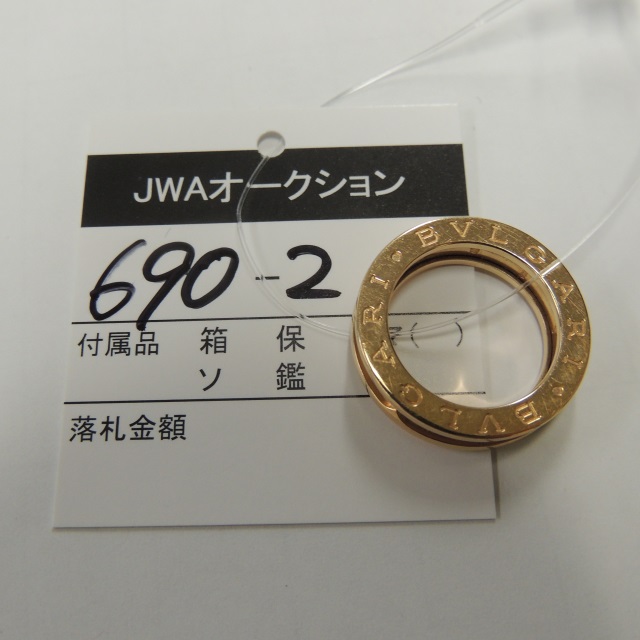 JWAオークション
690-2
付属品 箱 保 ( )
ソ 鑑
落札金額
BVLGARI BVLGARI